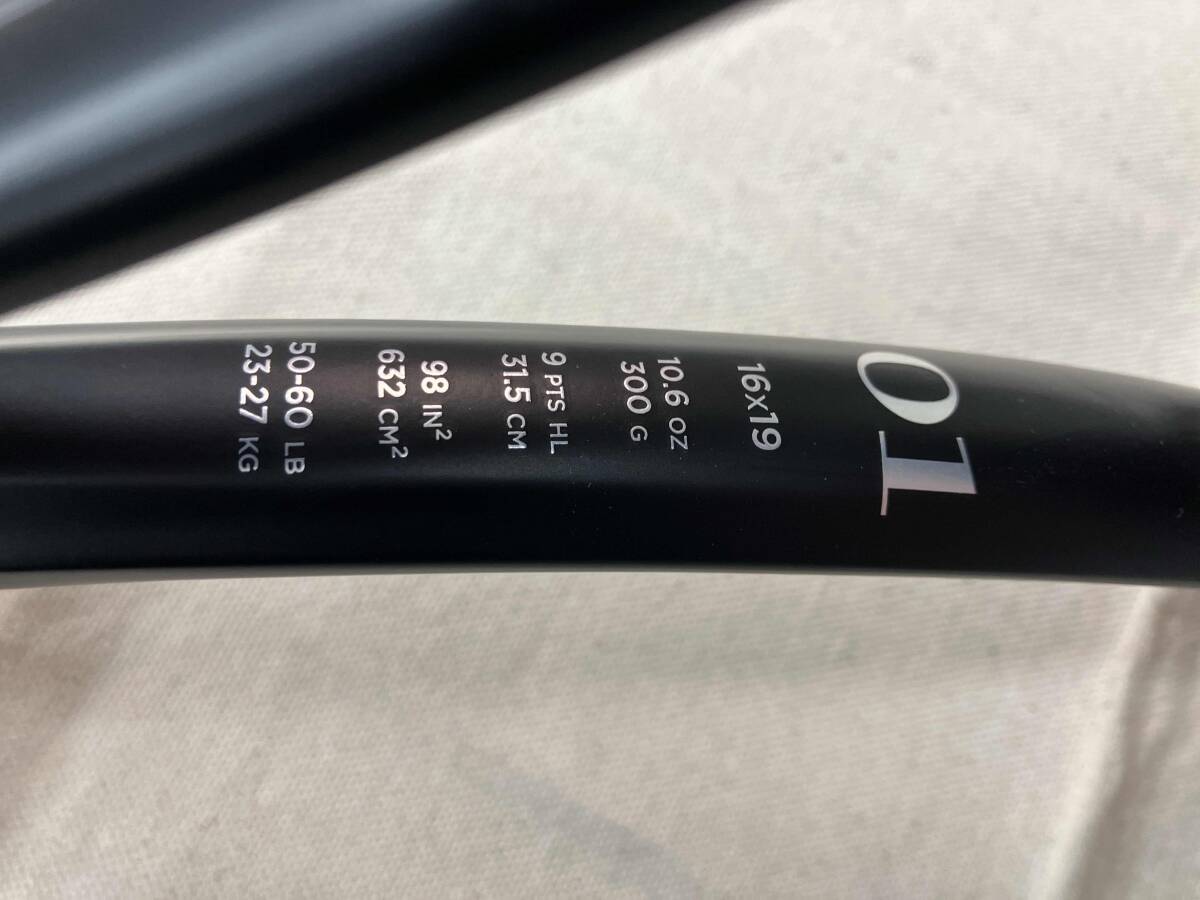 01
16x19
10.6 OZ
300 G
9 PTS HL
31.5 CM
98 IN²
632 CM²
50-60 LB
23-27 KG